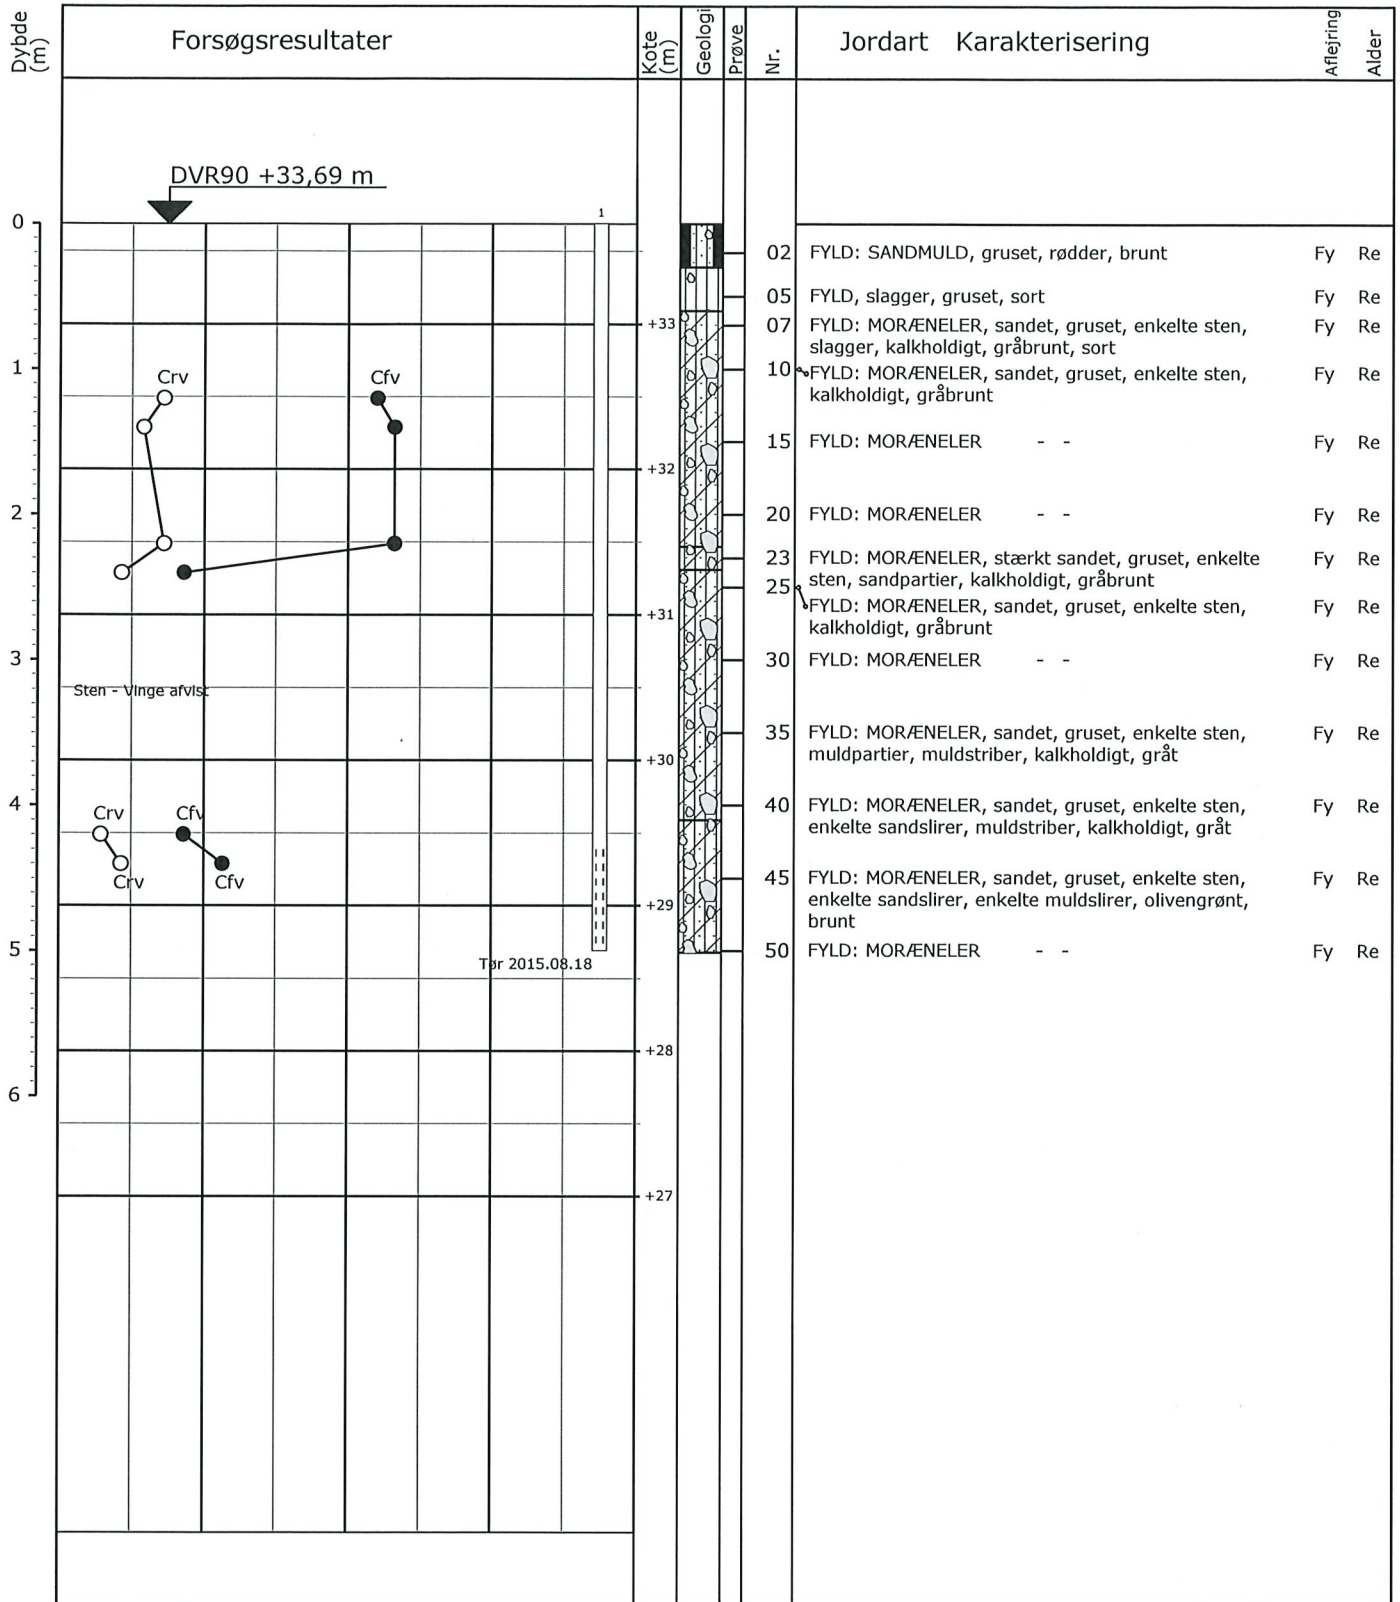 Dybde (m)
Forsøgsresultater
Kote (m)
Geologi
Prøve
Nr.
Jordart Karakterisering
Aflejring
Alder
DVR90 +33,69 m
1
0
02 FYLD: SANDMULD, gruset, rødder, brunt Fy Re
05 FYLD, slagger, gruset, sort Fy Re
+33
07 FYLD: MORÆNELER, sandet, gruset, enkelte sten, Fy Re
slagger, kalkholdigt, gråbrunt, sort
1
10 FYLD: MORÆNELER, sandet, gruset, enkelte sten, Fy Re
kalkholdigt, gråbrunt
Crv
Cfv
15 FYLD: MORÆNELER - - Fy Re
+32
2
20 FYLD: MORÆNELER - - Fy Re
23 FYLD: MORÆNELER, stærkt sandet, gruset, enkelte Fy Re
sten, sandpartier, kalkholdigt, gråbrunt
25
FYLD: MORÆNELER, sandet, gruset, enkelte sten, Fy Re
kalkholdigt, gråbrunt
+31
3
30 FYLD: MORÆNELER - - Fy Re
Sten - Vinge afvist
35 FYLD: MORÆNELER, sandet, gruset, enkelte sten, Fy Re
muldpartier, muldstriber, kalkholdigt, gråt
+30
4
40 FYLD: MORÆNELER, sandet, gruset, enkelte sten, Fy Re
enkelte sandslirer, muldstriber, kalkholdigt, gråt
Crv
Cfv
Crv
Cfv
45 FYLD: MORÆNELER, sandet, gruset, enkelte sten, Fy Re
enkelte sandslirer, enkelte muldslirer, olivengrønt,
brunt
+29
5
50 FYLD: MORÆNELER - - Fy Re
Tør 2015.08.18
+28
6
+27